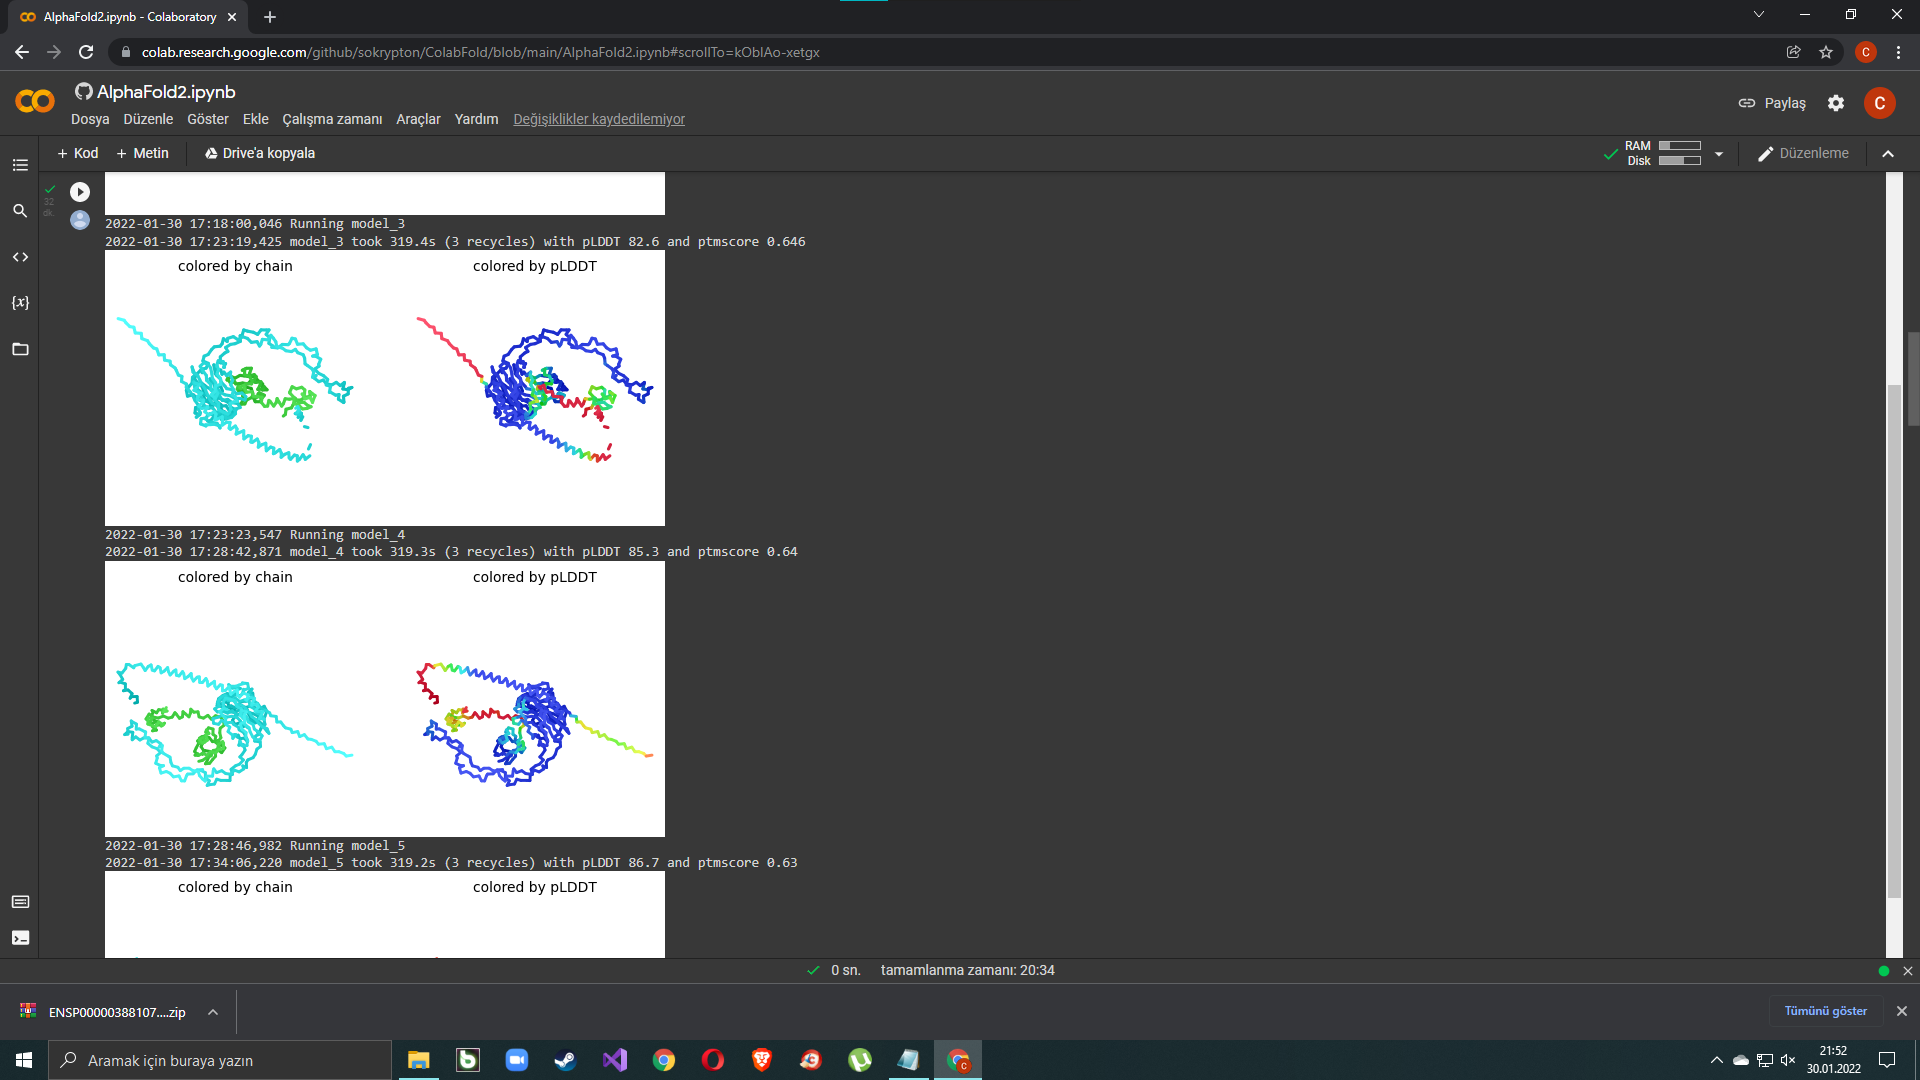 AlphaFold2.ipynb - Colaboratory
colab.research.google.com/github/sokrypton/ColabFold/blob/main/AlphaFold2.ipynb#scrollTo=kOblAo-xetgx
C
AlphaFold2.ipynb
Dosya Düzenle Göster Ekle Çalışma zamanı Araçlar Yardım Değişiklikler kaydedilemiyor
Paylaş
C
+ Kod + Metin Drive'a kopyala
RAM
Disk
Düzenleme
32
dk.
{x}
2022-01-30 17:18:00,046 Running model_3
2022-01-30 17:23:19,425 model_3 took 319.4s (3 recycles) with pLDDT 82.6 and ptmscore 0.646
colored by chain colored by pLDDT
2022-01-30 17:23:23,547 Running model_4
2022-01-30 17:28:42,871 model_4 took 319.3s (3 recycles) with pLDDT 85.3 and ptmscore 0.64
colored by chain colored by pLDDT
2022-01-30 17:28:46,982 Running model_5
2022-01-30 17:34:06,220 model_5 took 319.2s (3 recycles) with pLDDT 86.7 and ptmscore 0.63
colored by chain colored by pLDDT
0 sn. tamamlanma zamanı: 20:34
ENSP00000388107....zip
Tümünü göster
Aramak için buraya yazın
21:52
30.01.2022